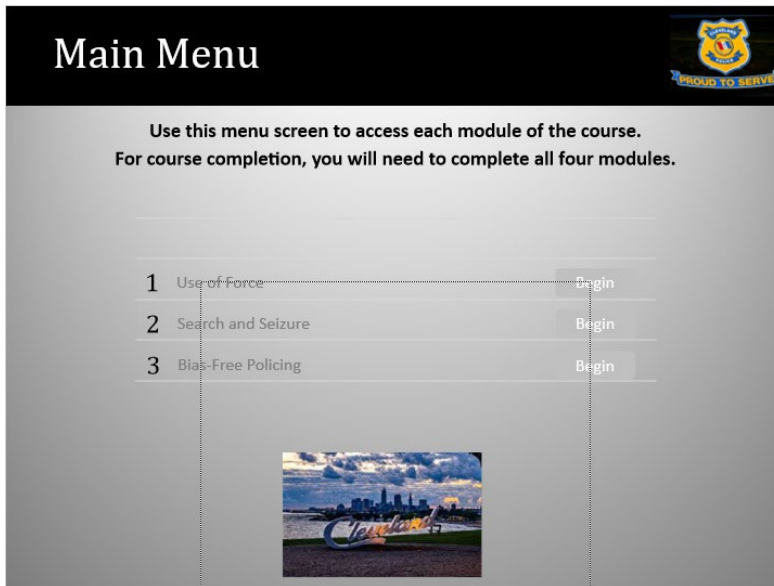 Main Menu
CLEVELAND
POLICE
PROUD TO SERVE
Use this menu screen to access each module of the course.
For course completion, you will need to complete all four modules.
1 Use of Force Begin
2 Search and Seizure Begin
3 Bias-Free Policing Begin
Cleveland